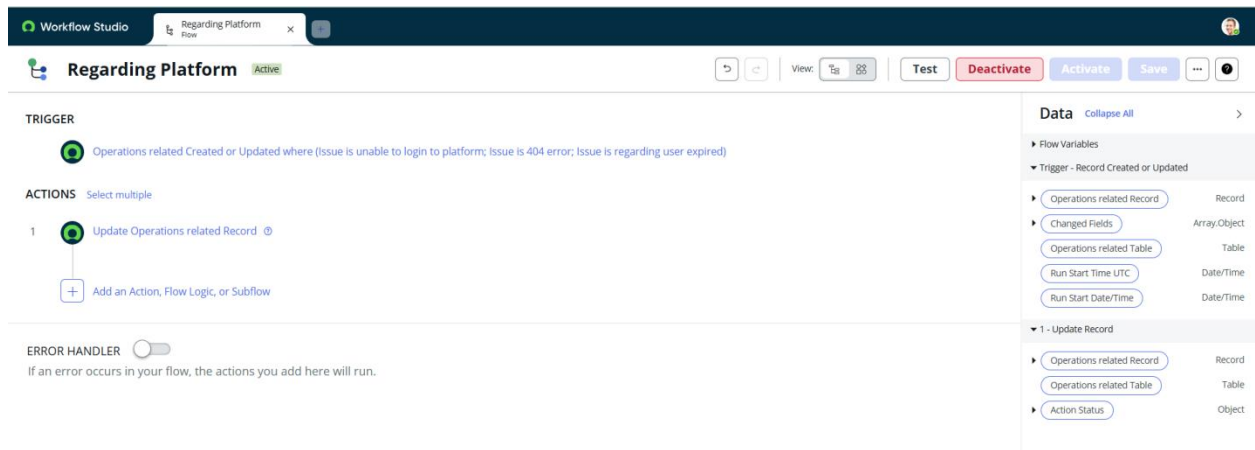 Workflow Studio
Regarding Platform
Flow
Regarding Platform Active
View: Test Deactivate Activate Save
TRIGGER
Operations related Created or Updated where (Issue is unable to login to platform; Issue is 404 error; Issue is regarding user expired)
ACTIONS Select multiple
1 Update Operations related Record
Add an Action, Flow Logic, or Subflow
ERROR HANDLER
If an error occurs in your flow, the actions you add here will run.
Data Collapse All
Flow Variables
Trigger - Record Created or Updated
Operations related Record Record
Changed Fields Array.Object
Operations related Table Table
Run Start Time UTC Date/Time
Run Start Date/Time Date/Time
1 - Update Record
Operations related Record Record
Operations related Table Table
Action Status Object